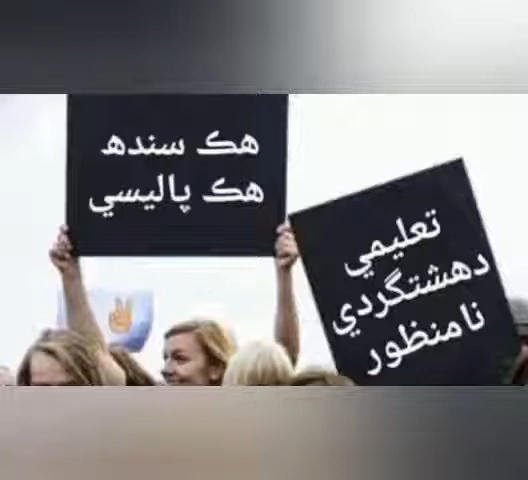 هڪ سنڌ
هڪ پاليسي
تعليمي
دهشتگردي
نامنظور